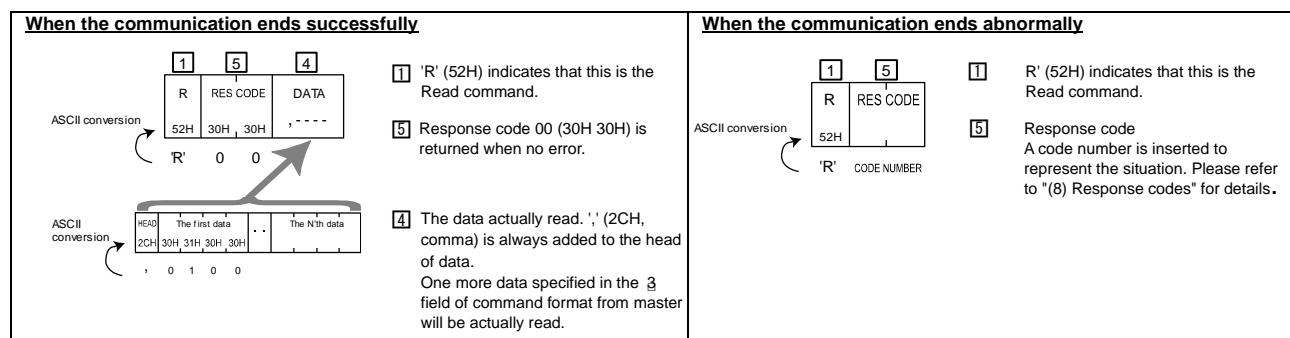 When the communication ends successfully
1 5 4
R RES CODE DATA
52H 30H 30H ,----
ASCII conversion
'R' 0 0
HEAD The first data . . The N'th data
2CH 30H 31H 30H 30H
ASCII
conversion
, 0 1 0 0
1 'R' (52H) indicates that this is the
Read command.
5 Response code 00 (30H 30H) is
returned when no error.
4 The data actually read. ',' (2CH,
comma) is always added to the head
of data.
One more data specified in the 3
field of command format from master
will be actually read.
When the communication ends abnormally
1 5
R RES CODE
52H
ASCII conversion
'R' CODE NUMBER
1 R' (52H) indicates that this is the
Read command.
5 Response code
A code number is inserted to
represent the situation. Please refer
to "(8) Response codes" for details.